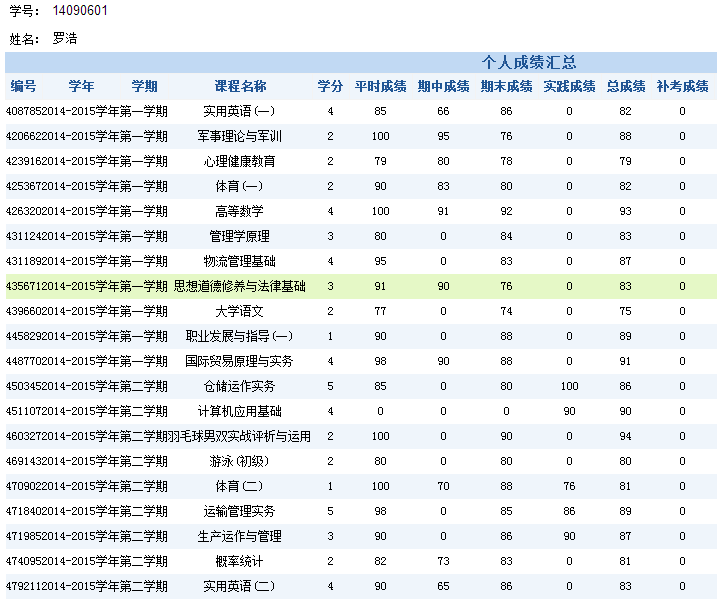 学号： 14090601
姓名： 罗浩
个人成绩汇总
编号 学年 学期 课程名称 学分 平时成绩 期中成绩 期末成绩 实践成绩 总成绩 补考成绩
408785 2014-2015学年 第一学期 实用英语(一) 4 85 66 86 0 82 0
420662 2014-2015学年 第一学期 军事理论与军训 2 100 95 76 0 88 0
423916 2014-2015学年 第一学期 心理健康教育 2 79 80 78 0 79 0
425367 2014-2015学年 第一学期 体育(一) 2 90 83 80 0 82 0
426320 2014-2015学年 第一学期 高等数学 4 100 91 92 0 93 0
431124 2014-2015学年 第一学期 管理学原理 3 80 0 84 0 83 0
431189 2014-2015学年 第一学期 物流管理基础 4 95 0 83 0 87 0
435671 2014-2015学年 第一学期 思想道德修养与法律基础 3 91 90 76 0 83 0
439660 2014-2015学年 第一学期 大学语文 2 77 0 74 0 75 0
445829 2014-2015学年 第一学期 职业发展与指导(一) 1 90 0 88 0 89 0
448770 2014-2015学年 第一学期 国际贸易原理与实务 4 98 90 88 0 91 0
450345 2014-2015学年 第二学期 仓储运作实务 5 85 0 80 100 86 0
451107 2014-2015学年 第二学期 计算机应用基础 4 0 0 0 90 90 0
460327 2014-2015学年 第二学期 羽毛球男双实战评析与运用 2 100 0 90 0 94 0
469143 2014-2015学年 第二学期 游泳(初级) 2 80 0 80 0 80 0
470902 2014-2015学年 第二学期 体育(二) 1 100 70 88 76 81 0
471840 2014-2015学年 第二学期 运输管理实务 5 98 0 85 86 89 0
471985 2014-2015学年 第二学期 生产运作与管理 3 90 0 86 90 87 0
474095 2014-2015学年 第二学期 概率统计 2 82 73 83 0 81 0
479211 2014-2015学年 第二学期 实用英语(二) 4 90 65 86 0 83 0